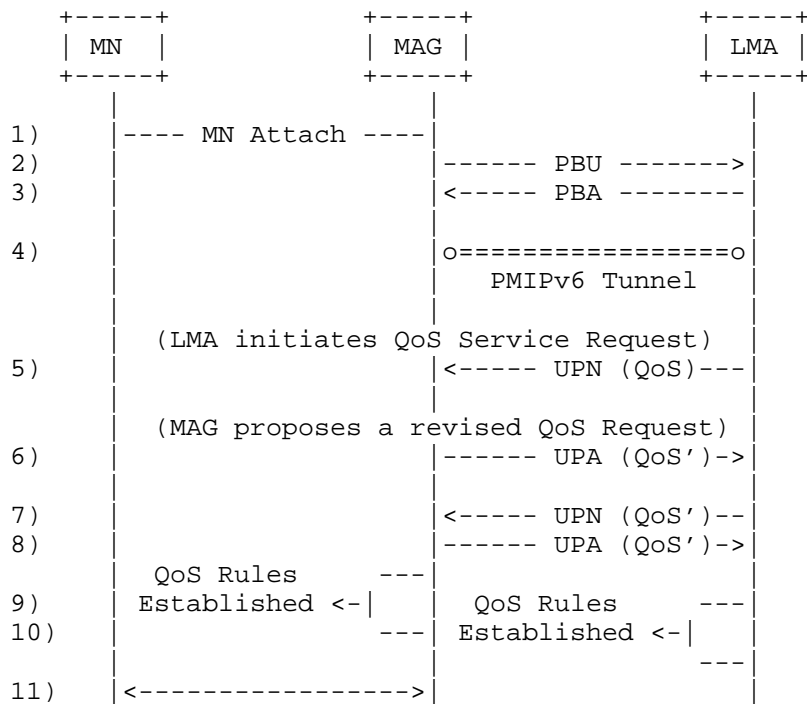 +-----+                +-----+                +-----+
| MN  |                | MAG |                | LMA |
+-----+                +-----+                +-----+
|                    |                    |
1)      |---- MN Attach ----|                    |
2)      |                   |------ PBU ------->|
3)      |                   |<----- PBA --------|
|                   |                   |
4)      |                   |o=================o|
|                   |   PMIPv6 Tunnel   |
|                   |                   |
|  (LMA initiates QoS Service Request)  |
5)      |                   |<----- UPN (QoS)---|
|                   |                   |
|  (MAG proposes a revised QoS Request) |
6)      |                   |------ UPA (QoS')->|
|                   |                   |
7)      |                   |<----- UPN (QoS')--|
8)      |                   |------ UPA (QoS')->|
|  QoS Rules     ---|                   |
9)      | Established <-|   |  QoS Rules     ---|
10)     |               ---| Established <-|   |
|                   |                ---|
11)     |<----------------->|                   |